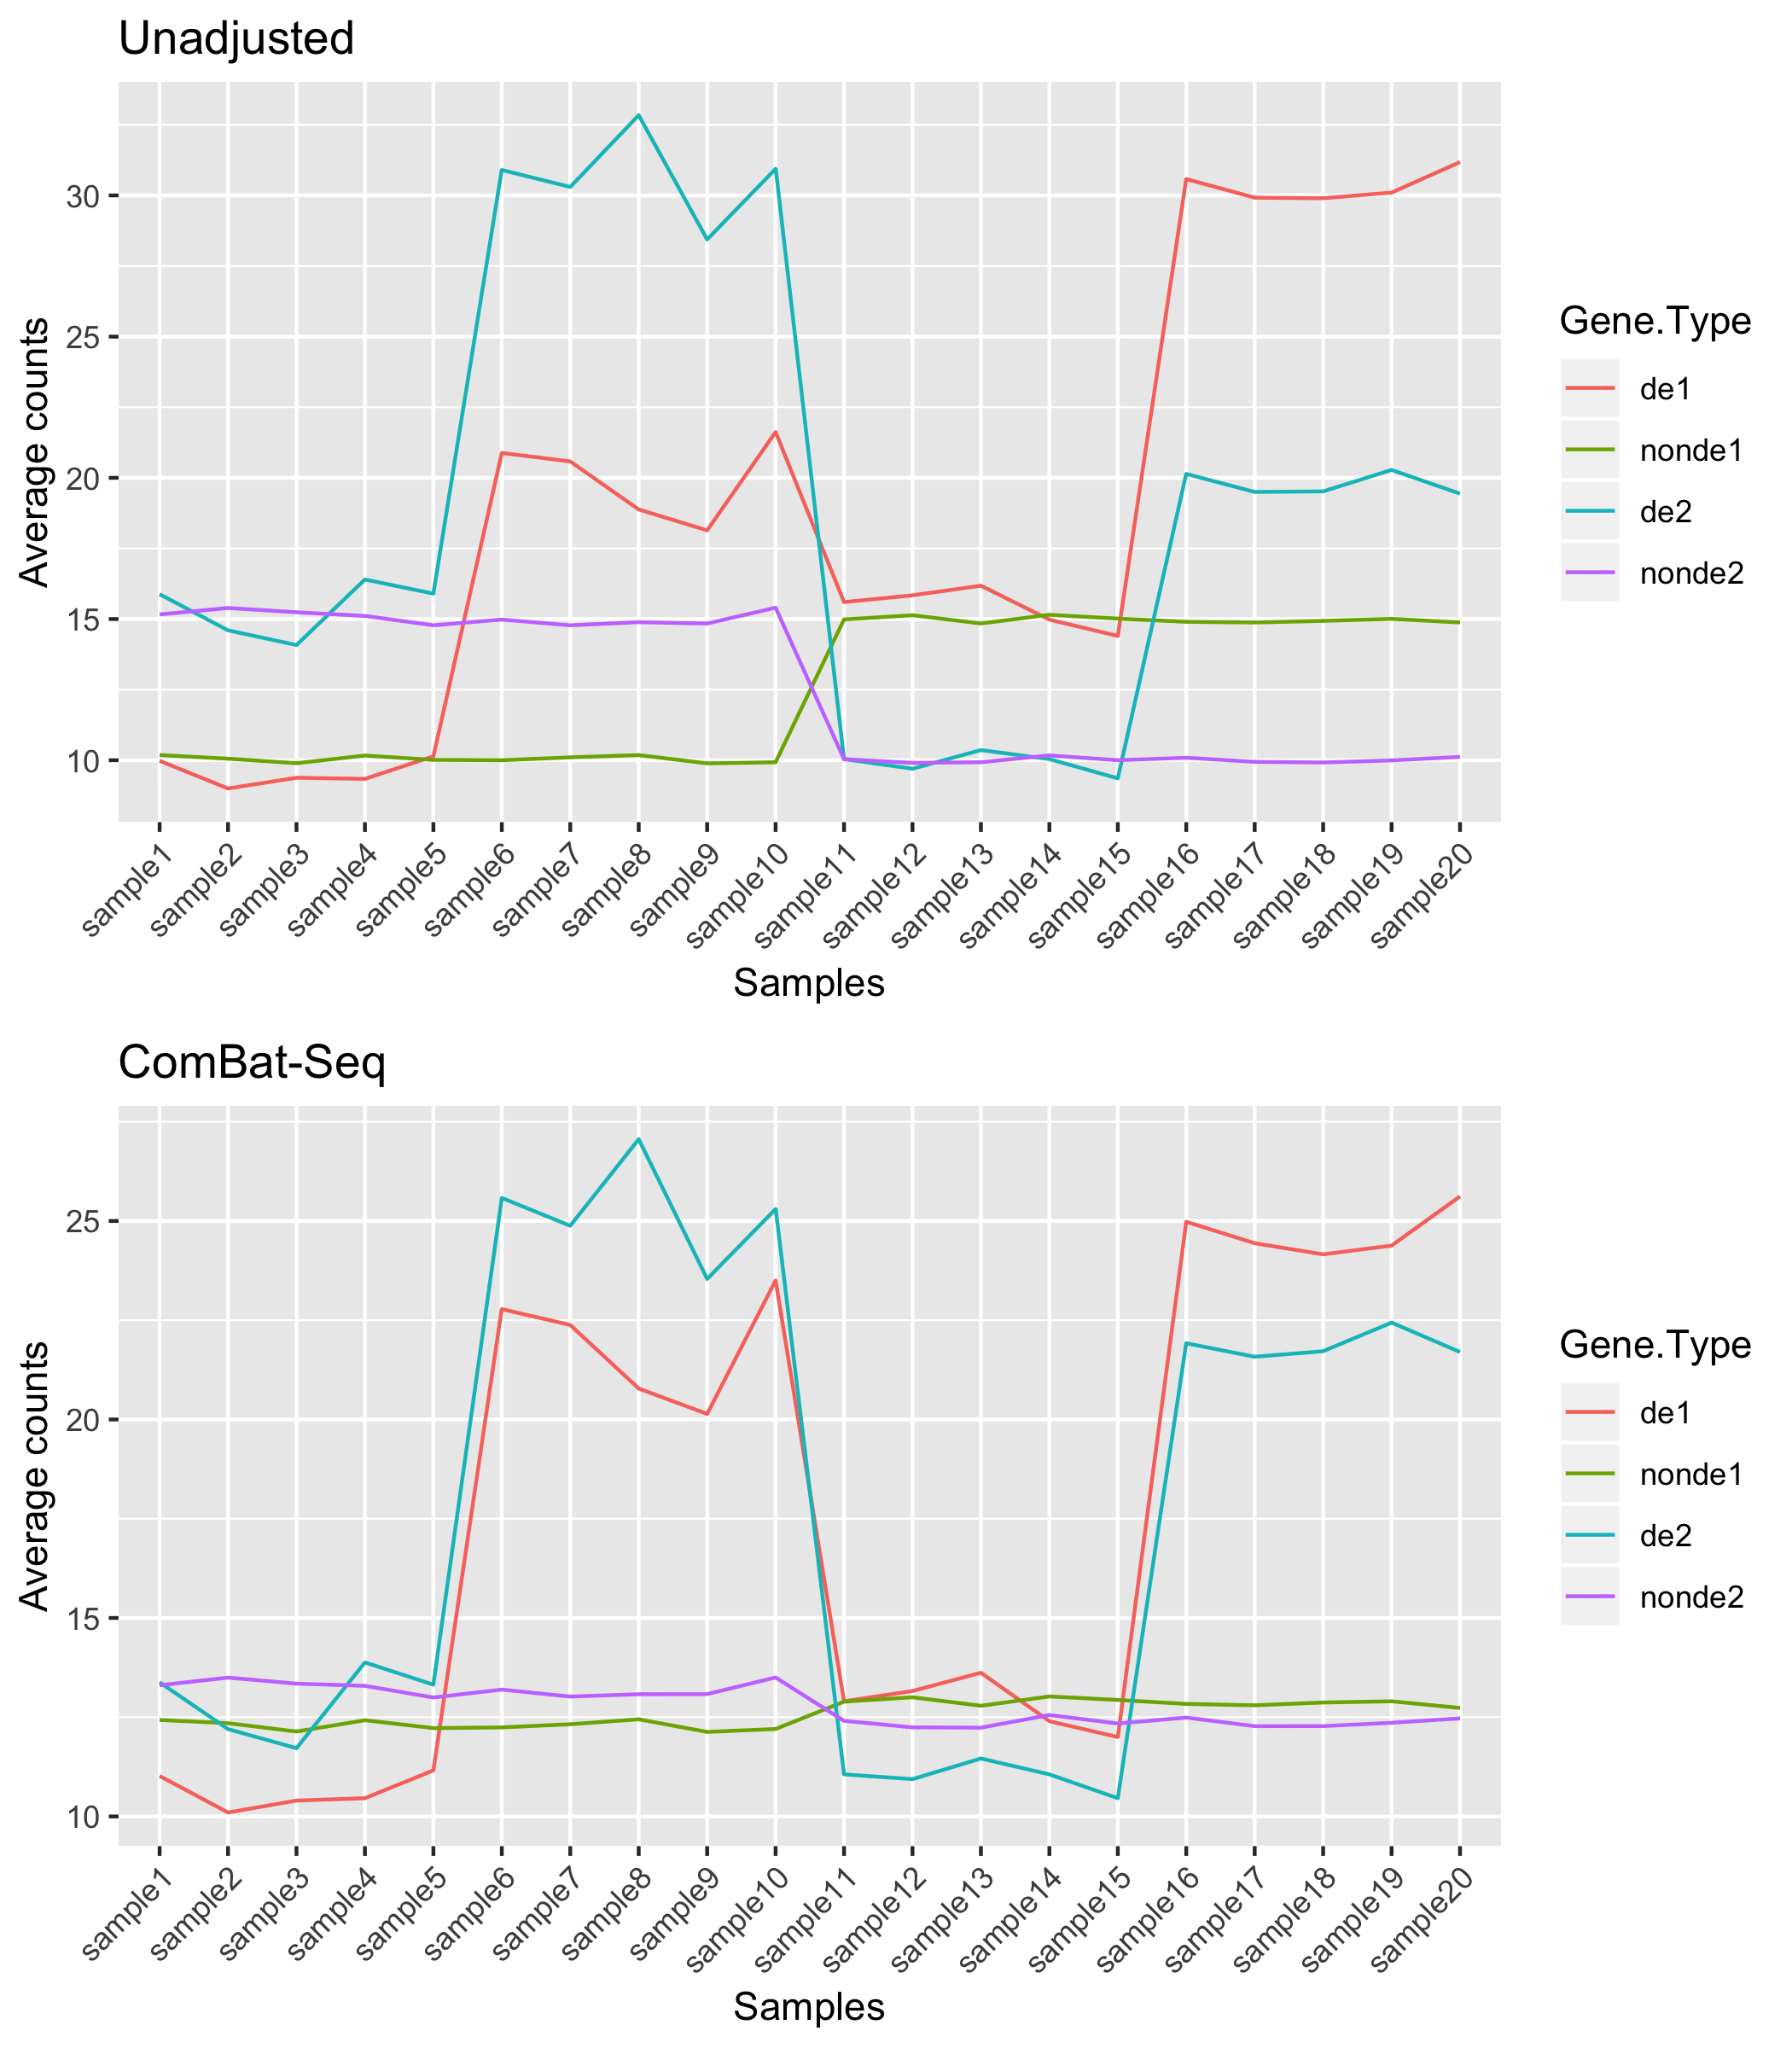 Unadjusted
Average counts
30
25
20
15
10
sample1
sample2
sample3
sample4
sample5
sample6
sample7
sample8
sample9
sample10
sample11
sample12
sample13
sample14
sample15
sample16
sample17
sample18
sample19
sample20
Samples
Gene.Type
de1
nonde1
de2
nonde2
ComBat-Seq
Average counts
25
20
15
10
sample1
sample2
sample3
sample4
sample5
sample6
sample7
sample8
sample9
sample10
sample11
sample12
sample13
sample14
sample15
sample16
sample17
sample18
sample19
sample20
Samples
Gene.Type
de1
nonde1
de2
nonde2